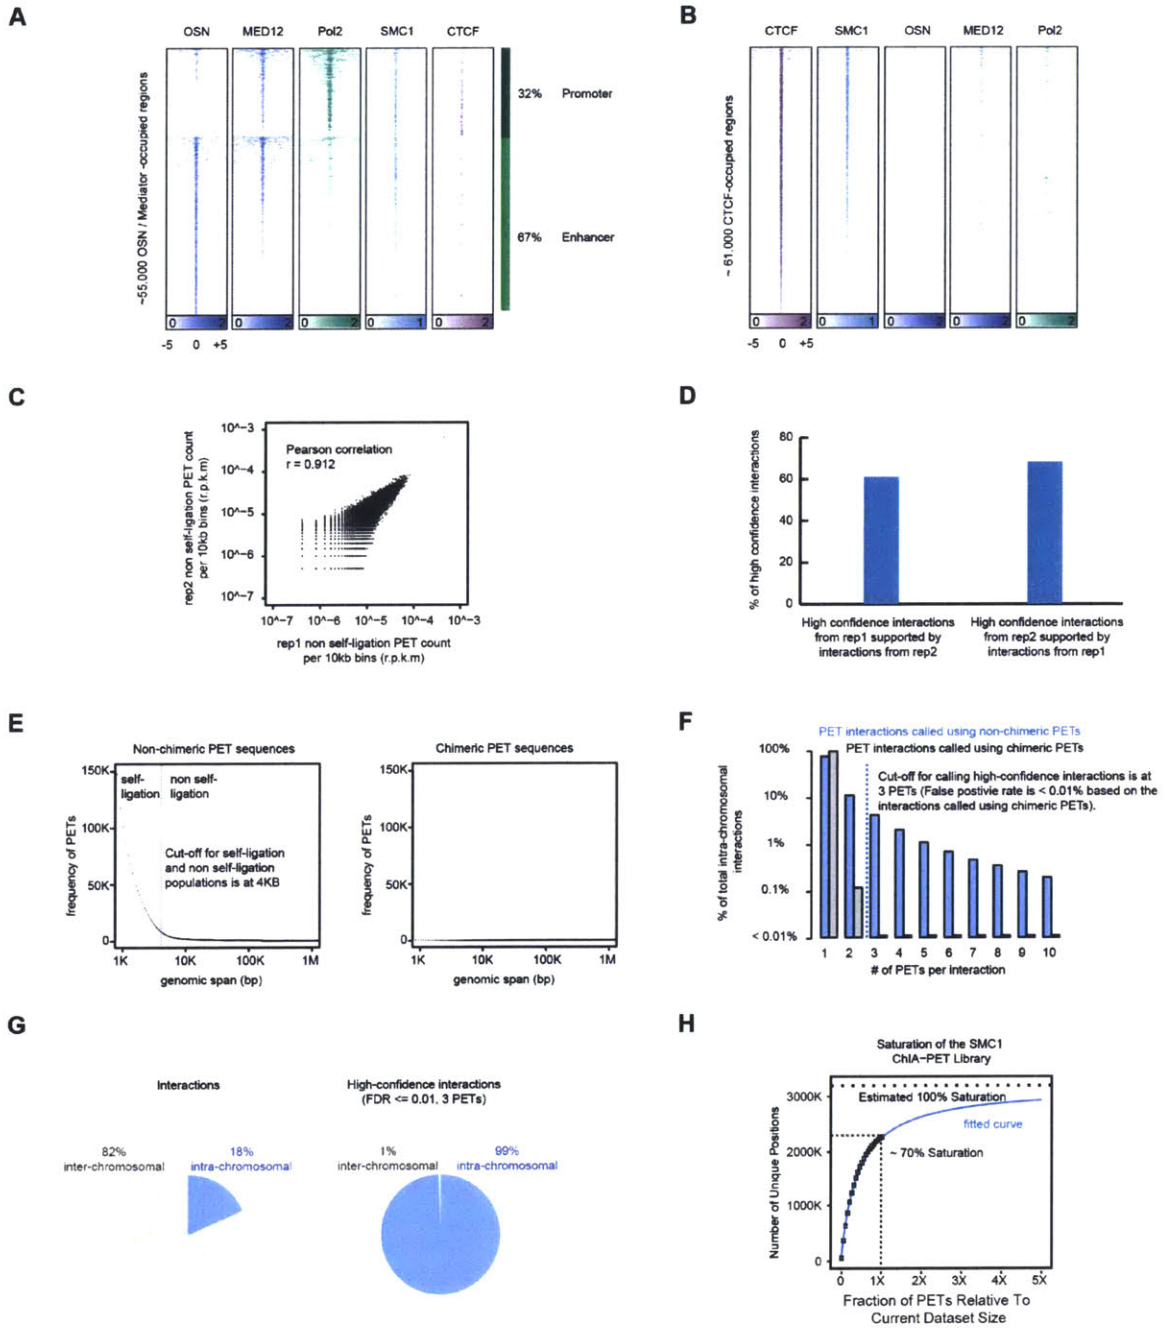 A
OSN MED12 Pol2 SMC1 CTCF
~55,000 OSN / Mediator -occupied regions
32% Promoter
67% Enhancer
0 2 0 2 0 2 0 1 0 2
-5 0 +5
B
CTCF SMC1 OSN MED12 Pol2
~ 61,000 CTCF-occupied regions
0 2 0 1 0 2 0 2 0 2
-5 0 +5
C
rep2 non self-ligation PET count
per 10kb bins (r.p.k.m)
10^-3
10^-4
10^-5
10^-6
10^-7
Pearson correlation
r = 0.912
10^-7 10^-6 10^-5 10^-4 10^-3
rep1 non self-ligation PET count
per 10kb bins (r.p.k.m)
D
% of high confidence interactions
80
60
40
20
0
High confidence interactions
from rep1 supported by
interactions from rep2
High confidence interactions
from rep2 supported by
interactions from rep1
E
Non-chimeric PET sequences
frequency of PETs
150K
100K
50K
0
self-
ligation
non self-
ligation
Cut-off for self-ligation
and non self-ligation
populations is at 4KB
1K 10K 100K 1M
genomic span (bp)
Chimeric PET sequences
frequency of PETs
150K
100K
50K
0
1K 10K 100K 1M
genomic span (bp)
F
PET interactions called using non-chimeric PETs
PET interactions called using chimeric PETs
Cut-off for calling high-confidence interactions is at
3 PETs (False postivie rate is < 0.01% based on the
interactions called using chimeric PETs).
% of total intra-chromosomal
interactions
100%
10%
1%
0.1%
< 0.01%
1 2 3 4 5 6 7 8 9 10
# of PETs per interaction
G
Interactions
82%
inter-chromosomal
18%
intra-chromosomal
High-confidence interactions
(FDR <= 0.01, 3 PETs)
1%
inter-chromosomal
99%
intra-chromosomal
H
Saturation of the SMC1
ChIA-PET Library
Number of Unique Positions
3000K
2000K
1000K
0
Estimated 100% Saturation
fitted curve
~ 70% Saturation
0 1X 2X 3X 4X 5X
Fraction of PETs Relative To
Current Dataset Size